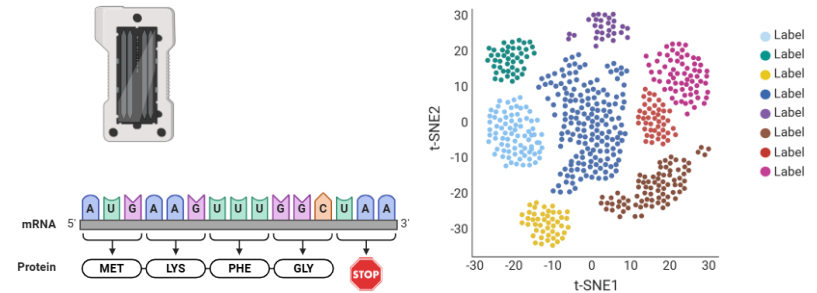 A U G A A G U U U G G C U A A
mRNA 5' 3'
Protein MET LYS PHE GLY STOP
30
20
10
0
-10
-20
-30
t-SNE2
-30 -20 -10 0 10 20 30
t-SNE1
Label
Label
Label
Label
Label
Label
Label
Label